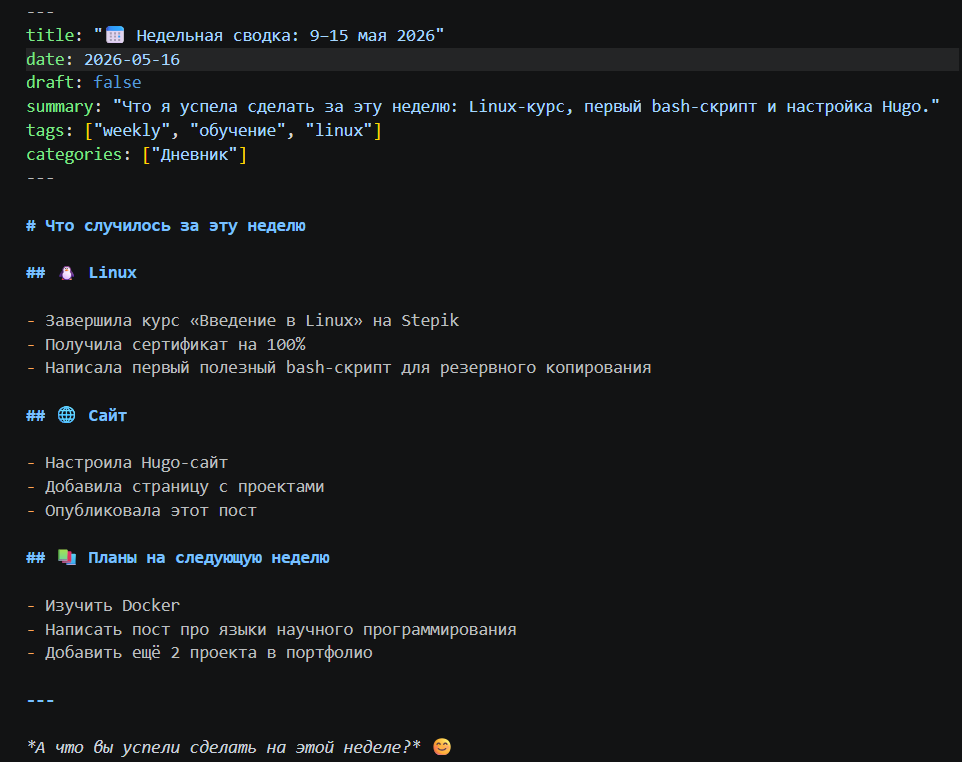 ---
title: "📅 Недельная сводка: 9–15 мая 2026"
date: 2026-05-16
draft: false
summary: "Что я успела сделать за эту неделю: Linux-курс, первый bash-скрипт и настройка Hugo."
tags: ["weekly", "обучение", "linux"]
categories: ["Дневник"]
---
# Что случилось за эту неделю
## 🐧 Linux
- Завершила курс «Введение в Linux» на Stepik
- Получила сертификат на 100%
- Написала первый полезный bash-скрипт для резервного копирования
## 🌐 Сайт
- Настроила Hugo-сайт
- Добавила страницу с проектами
- Опубликовала этот пост
## 📚 Планы на следующую неделю
- Изучить Docker
- Написать пост про языки научного программирования
- Добавить ещё 2 проекта в портфолио
---
*А что вы успели сделать на этой неделе?* 😊